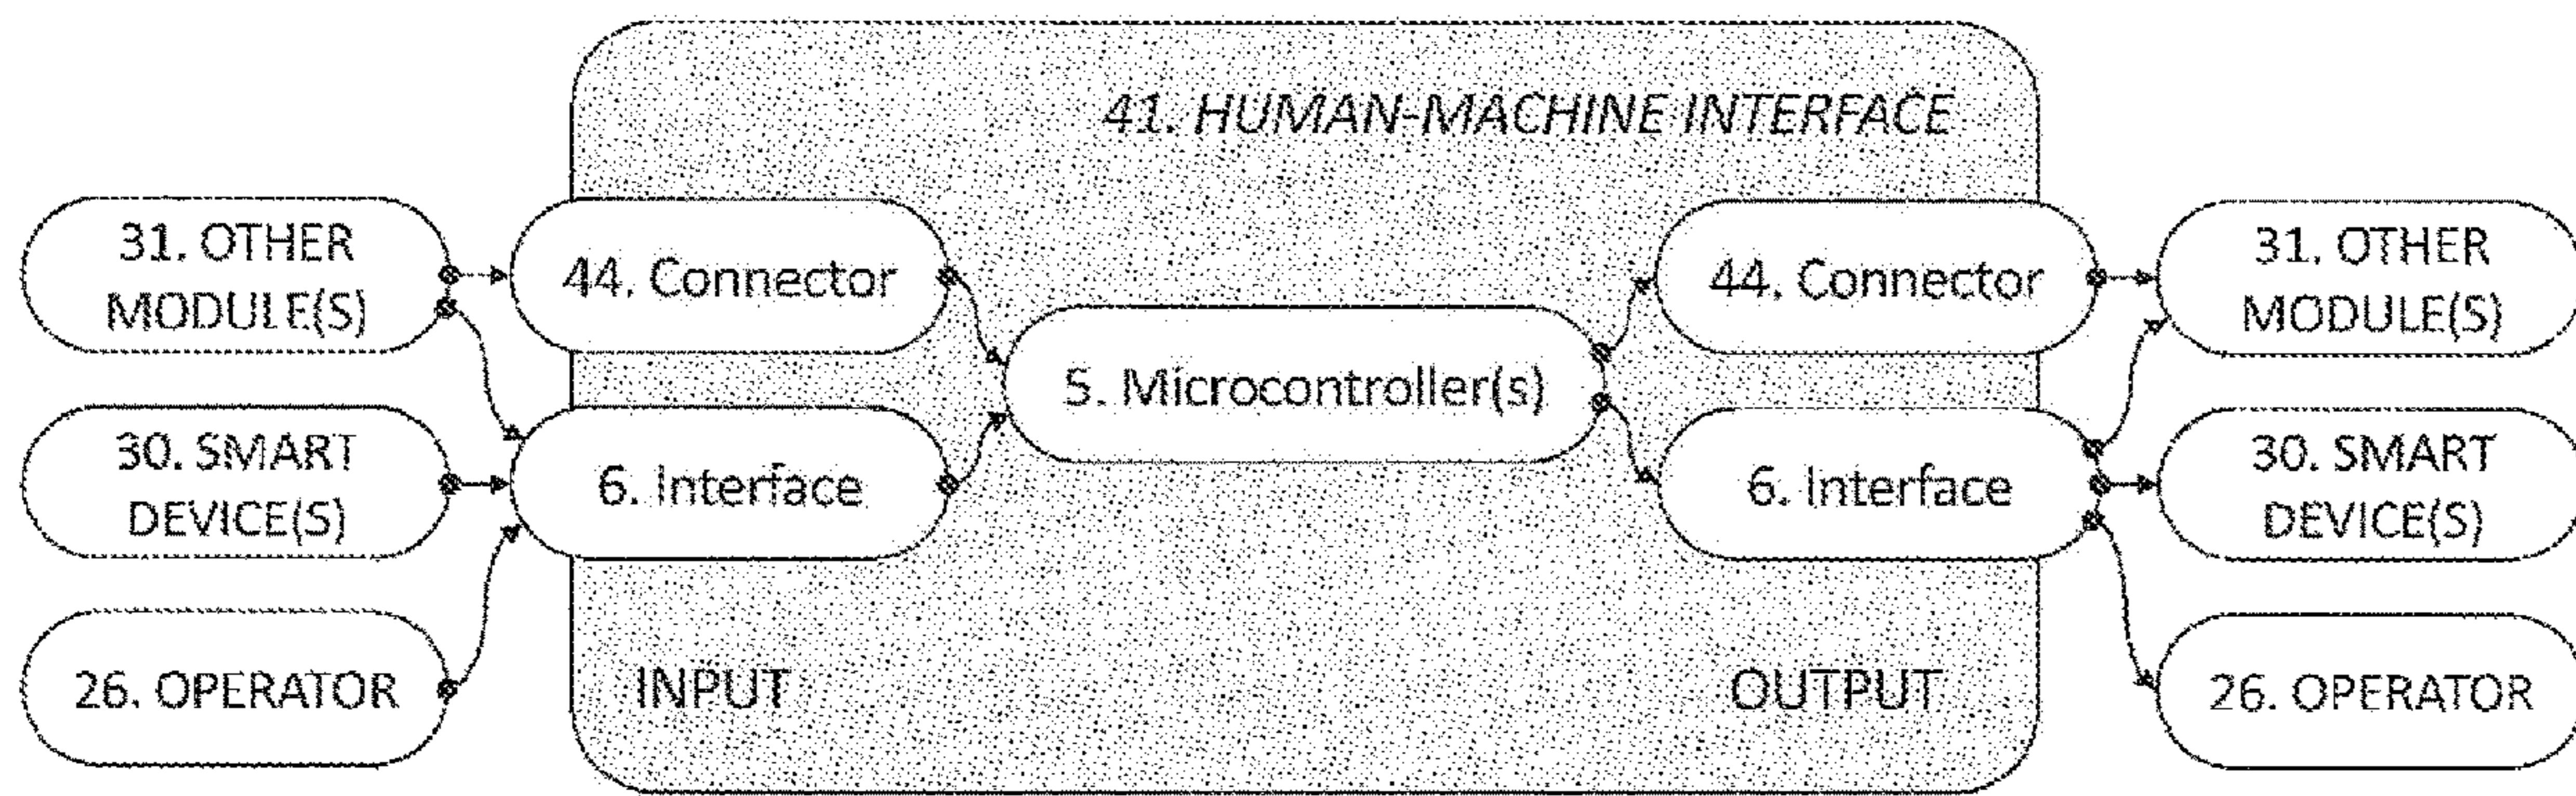 41. HUMAN-MACHINE INTERFACE
31. OTHER
MODULE(S)
44. Connector
44. Connector
31. OTHER
MODULE(S)
5. Microcontroller(s)
30. SMART
DEVICE(S)
6. Interface
6. Interface
30. SMART
DEVICE(S)
26. OPERATOR
INPUT
OUTPUT
26. OPERATOR